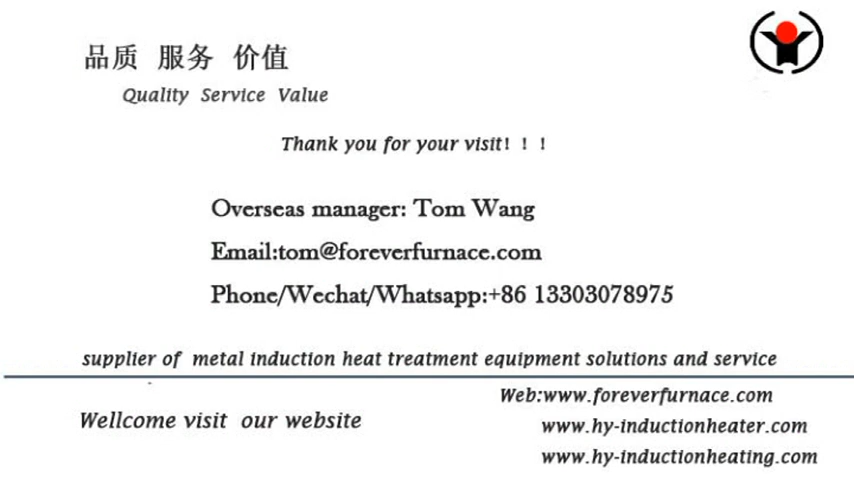 品质 服务 价值
Quality Service Value
Thank you for your visit！！！
Overseas manager: Tom Wang
Email:tom@foreverfurnace.com
Phone/Wechat/Whatsapp:+86 13303078975
supplier of metal induction heat treatment equipment solutions and service
Web:www.foreverfurnace.com
Wellcome visit our website
www.hy-inductionheater.com
www.hy-inductionheating.com